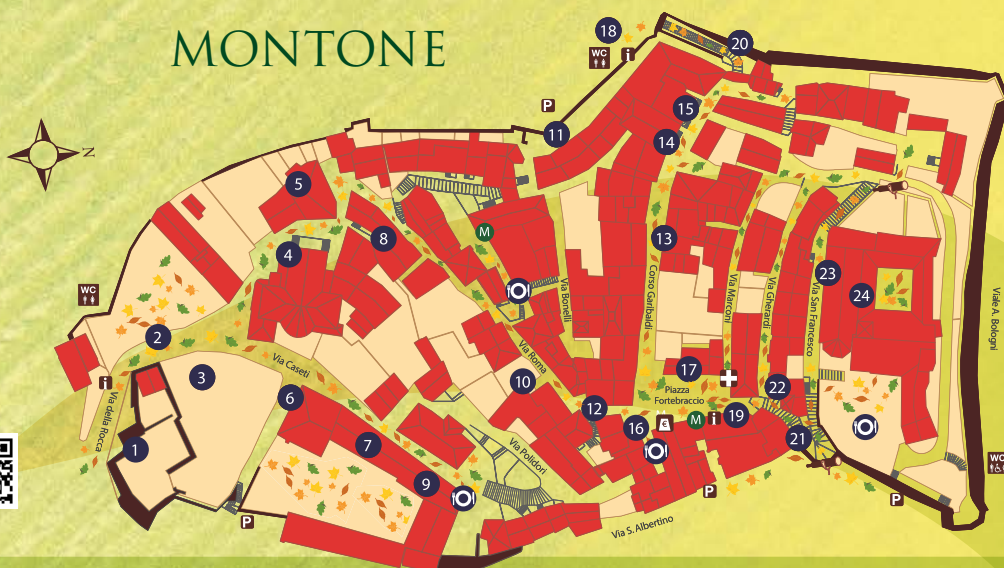 MONTONE
18
WC
i
20
P
11
15
14
N
5
M
8
4
13
23
24
Via Bonelli
Corso Garibaldi
Via Marconi
Via Gherardi
Via San Francesco
Viale A. Bologni
WC
2
3
Via Caseti
Via Roma
10
17
Piazza
Fortebraccio
22
i
Via della Rocca
6
12
16
€
M
i
19
21
1
7
Via Polidori
9
P
P
P
WC
Via S. Albertino